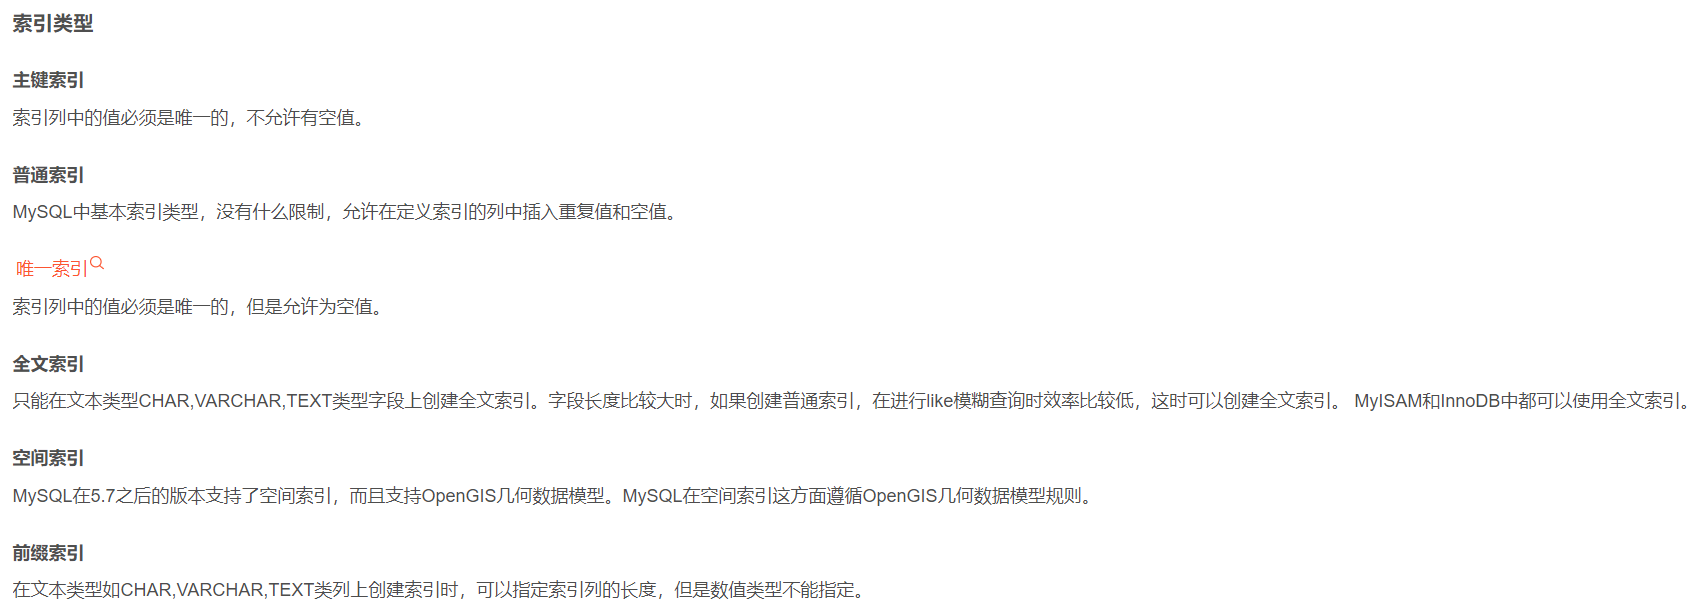 索引类型
主键索引
索引列中的值必须是唯一的，不允许有空值。
普通索引
MySQL中基本索引类型，没有什么限制，允许在定义索引的列中插入重复值和空值。
唯一索引
索引列中的值必须是唯一的，但是允许为空值。
全文索引
只能在文本类型CHAR,VARCHAR,TEXT类型字段上创建全文索引。字段长度比较大时，如果创建普通索引，在进行like模糊查询时效率比较低，这时可以创建全文索引。 MyISAM和InnoDB中都可以使用全文索引。
空间索引
MySQL在5.7之后的版本支持了空间索引，而且支持OpenGIS几何数据模型。MySQL在空间索引这方面遵循OpenGIS几何数据模型规则。
前缀索引
在文本类型如CHAR,VARCHAR,TEXT类列上创建索引时，可以指定索引列的长度，但是数值类型不能指定。